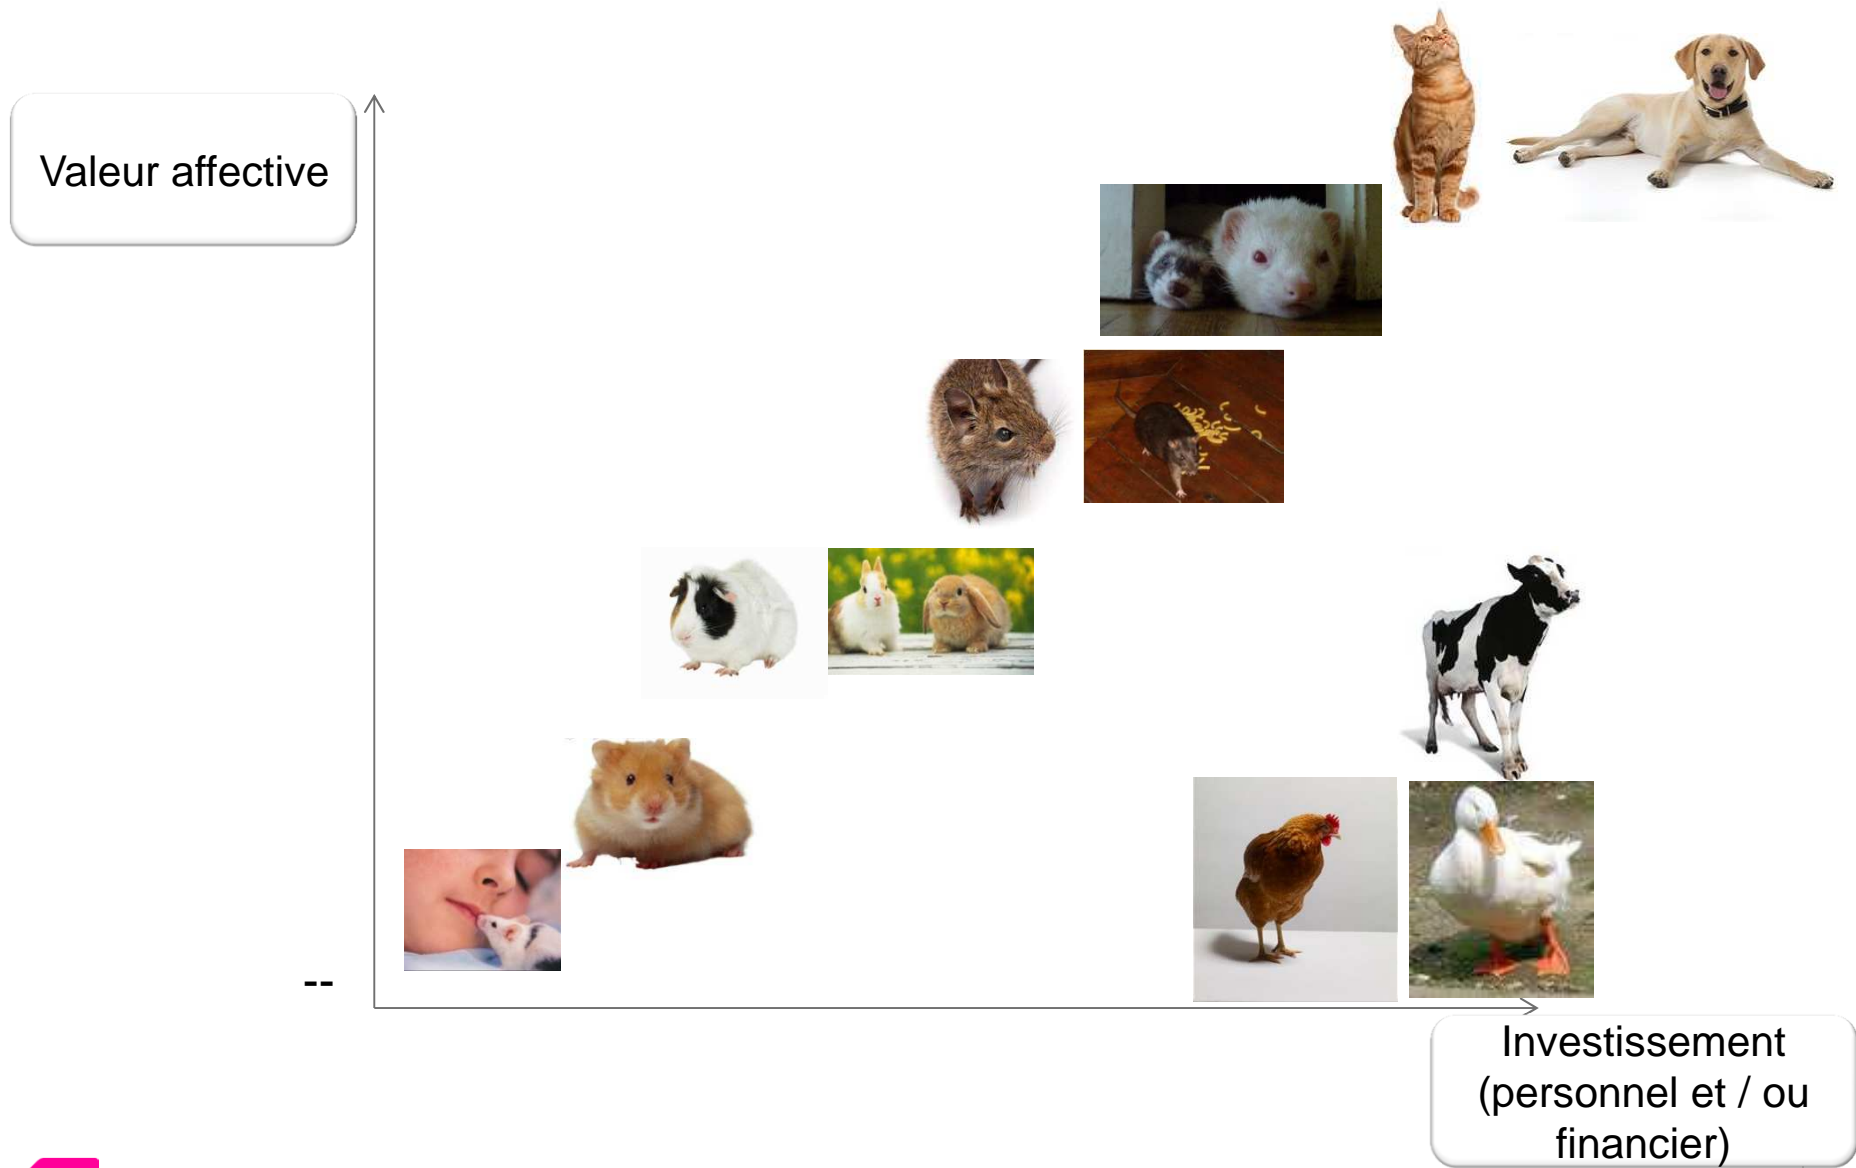 Valeur affective
--
Investissement
(personnel et / ou
financier)